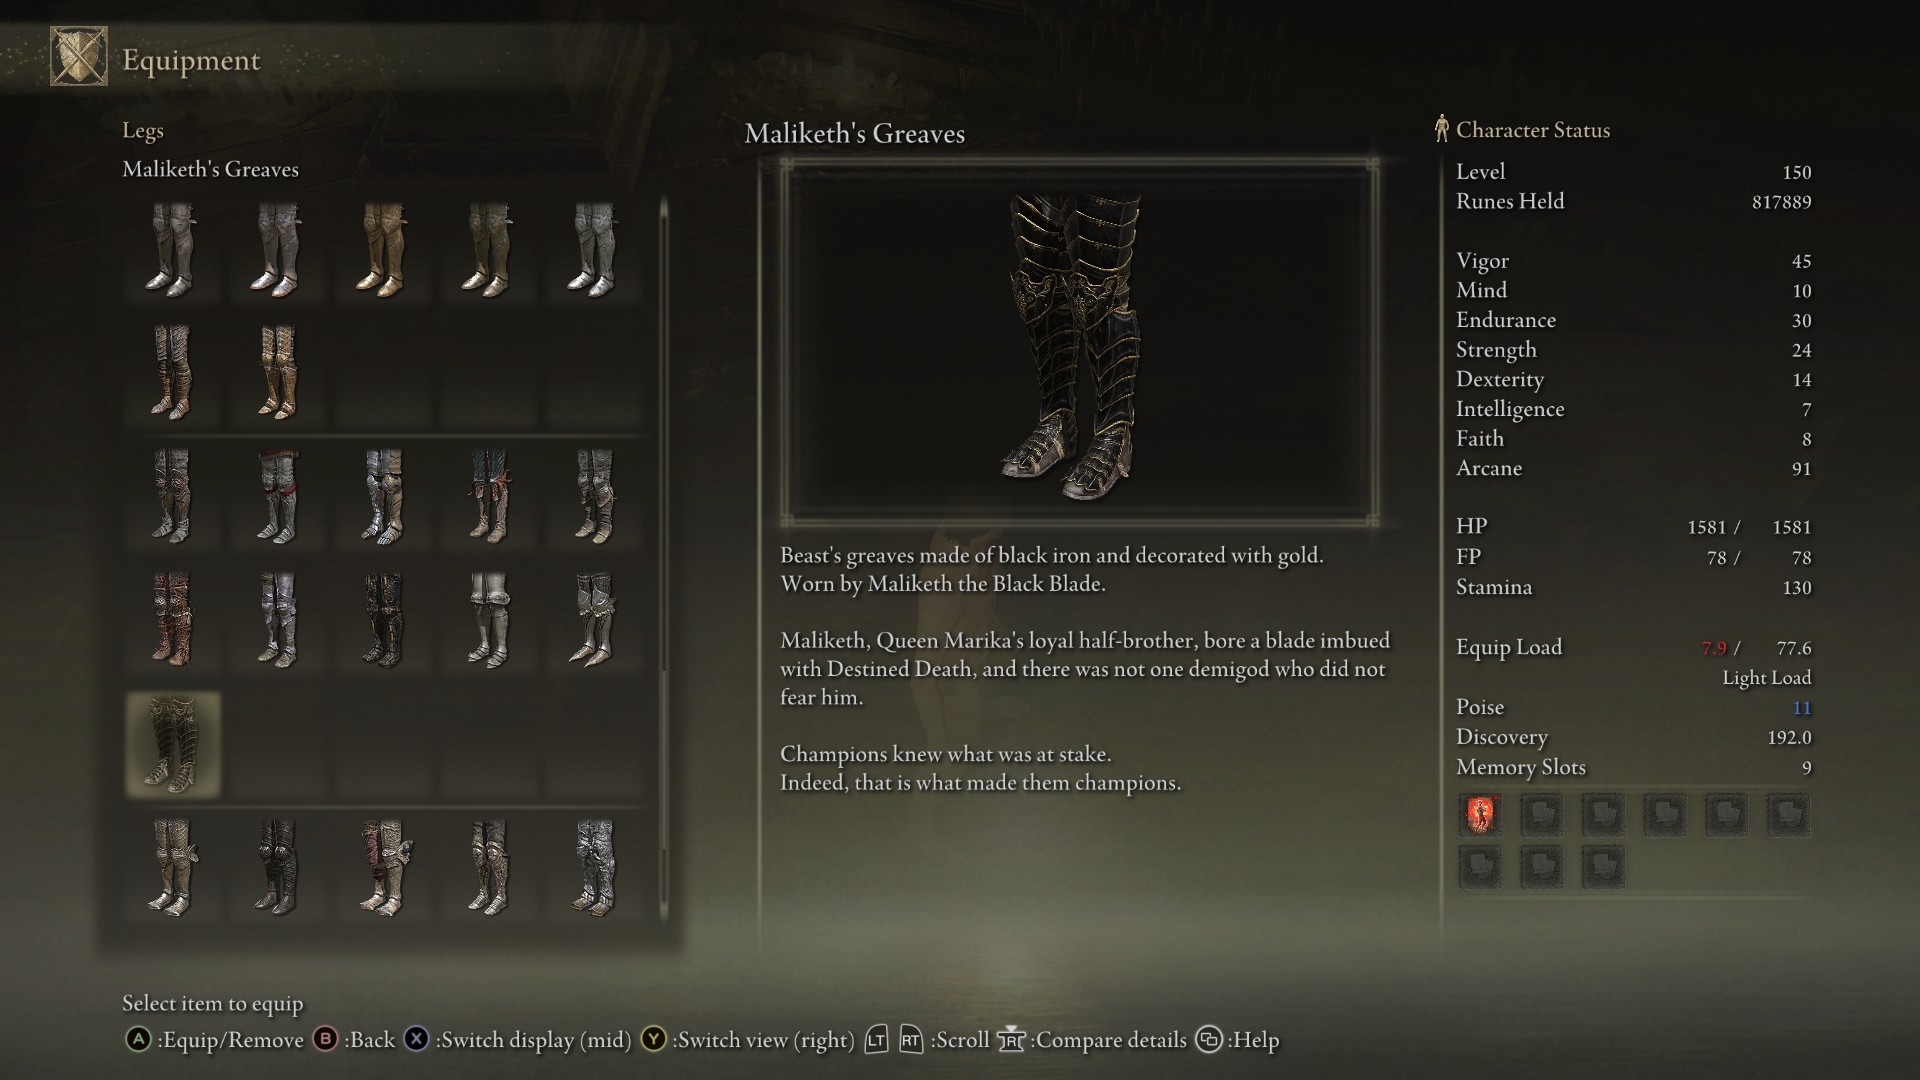 Equipment
Legs
Maliketh's Greaves
Maliketh's Greaves
Beast's greaves made of black iron and decorated with gold.
Worn by Maliketh the Black Blade.
Maliketh, Queen Marika's loyal half-brother, bore a blade imbued
with Destined Death, and there was not one demigod who did not
fear him.
Champions knew what was at stake.
Indeed, that is what made them champions.
Character Status
Level 150
Runes Held 817889
Vigor 45
Mind 10
Endurance 30
Strength 24
Dexterity 14
Intelligence 7
Faith 8
Arcane 91
HP 1581 / 1581
FP 78 / 78
Stamina 130
Equip Load 7.9 / 77.6
Light Load
Poise 11
Discovery 192.0
Memory Slots 9
Select item to equip
A :Equip/Remove B :Back X :Switch display (mid) Y :Switch view (right) LT RT :Scroll R :Compare details :Help